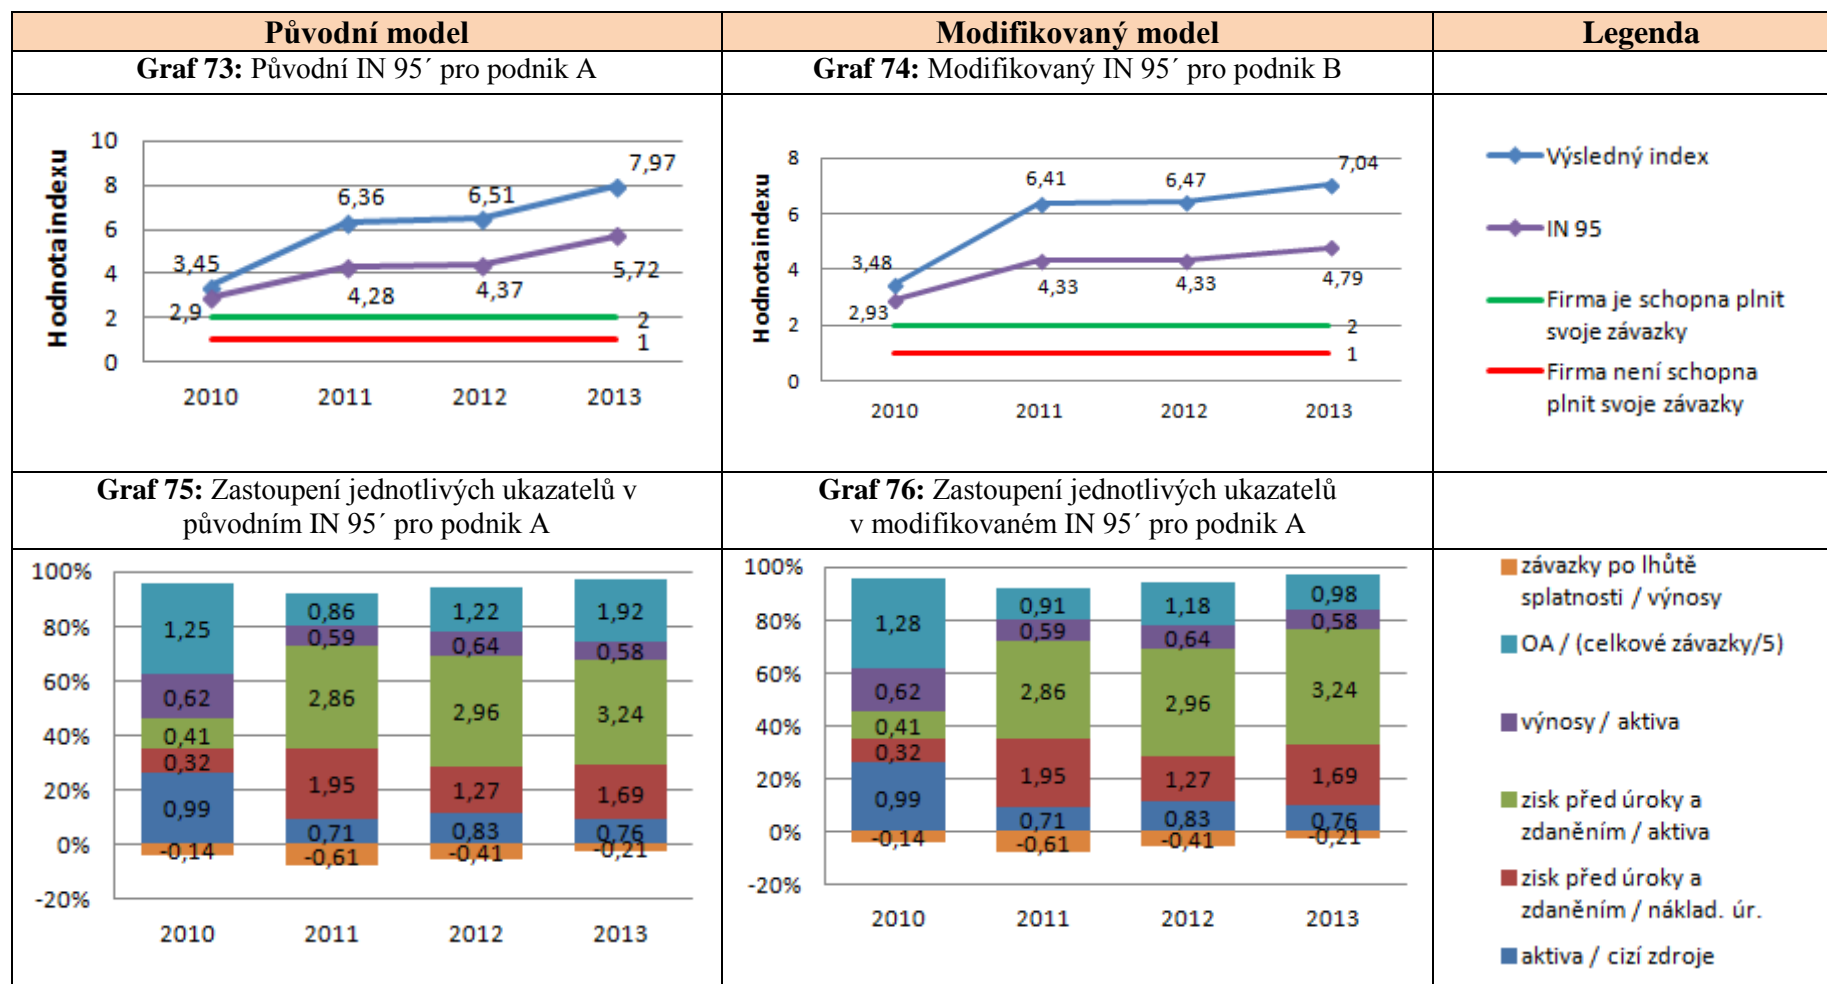 Původní model
Modifikovaný model
Legenda
Graf 73: Původní IN 95´ pro podnik A
Graf 74: Modifikovaný IN 95´ pro podnik B
Hodnota indexu
10
8
6
4
2
0
3,45
6,36
6,51
7,97
2,9
4,28
4,37
5,72
2
1
2010 2011 2012 2013
Hodnota indexu
8
6
4
2
0
3,48
6,41
6,47
7,04
2,93
4,33
4,33
4,79
2
1
2010 2011 2012 2013
Výsledný index
IN 95
Firma je schopna plnit
svoje závazky
Firma není schopna
plnit svoje závazky
Graf 75: Zastoupení jednotlivých ukazatelů v
původním IN 95´ pro podnik A
Graf 76: Zastoupení jednotlivých ukazatelů
v modifikovaném IN 95´ pro podnik A
100%
80%
60%
40%
20%
0%
-20%
1,25 0,86 1,22 1,92
0,62 0,59 0,64 0,58
0,41 2,86 2,96 3,24
0,32 1,95 1,27 1,69
0,99 0,71 0,83 0,76
-0,14 -0,61 -0,41 -0,21
2010 2011 2012 2013
100%
80%
60%
40%
20%
0%
-20%
1,28 0,91 1,18 0,98
0,62 0,59 0,64 0,58
0,41 2,86 2,96 3,24
0,32 1,95 1,27 1,69
0,99 0,71 0,83 0,76
-0,14 -0,61 -0,41 -0,21
2010 2011 2012 2013
závazky po lhůtě
splatnosti / výnosy
OA / (celkové závazky/5)
výnosy / aktiva
zisk před úroky a
zdaněním / aktiva
zisk před úroky a
zdaněním / náklad. úr.
aktiva / cizí zdroje